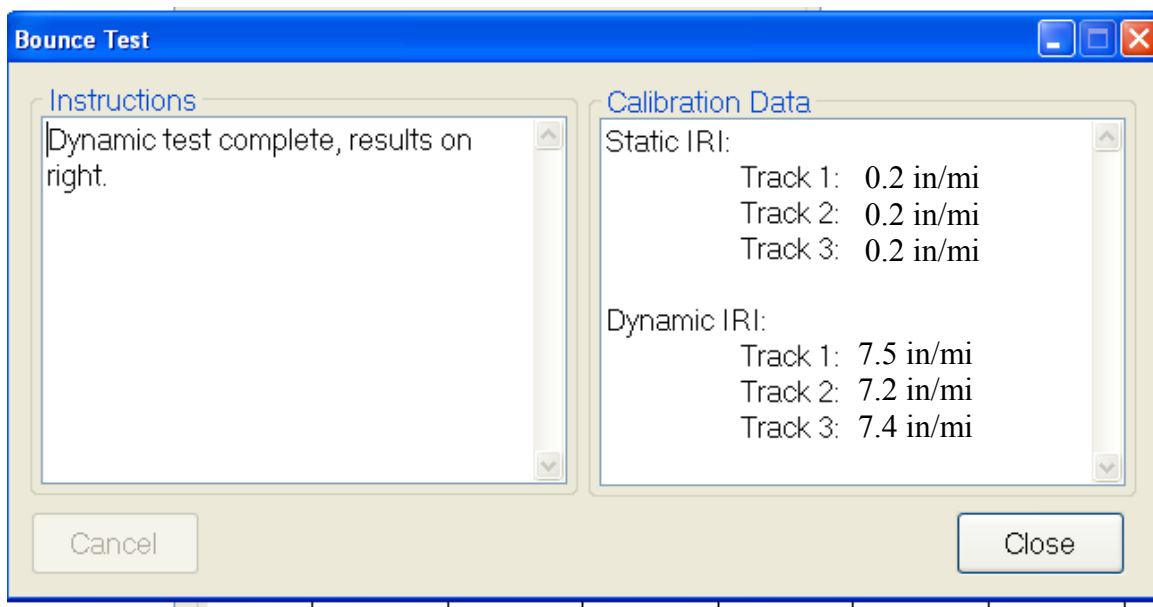 Bounce Test
Instructions
Dynamic test complete, results on
right.
Calibration Data
Static IRI:
Track 1: 0.2 in/mi
Track 2: 0.2 in/mi
Track 3: 0.2 in/mi
Dynamic IRI:
Track 1: 7.5 in/mi
Track 2: 7.2 in/mi
Track 3: 7.4 in/mi
Cancel
Close